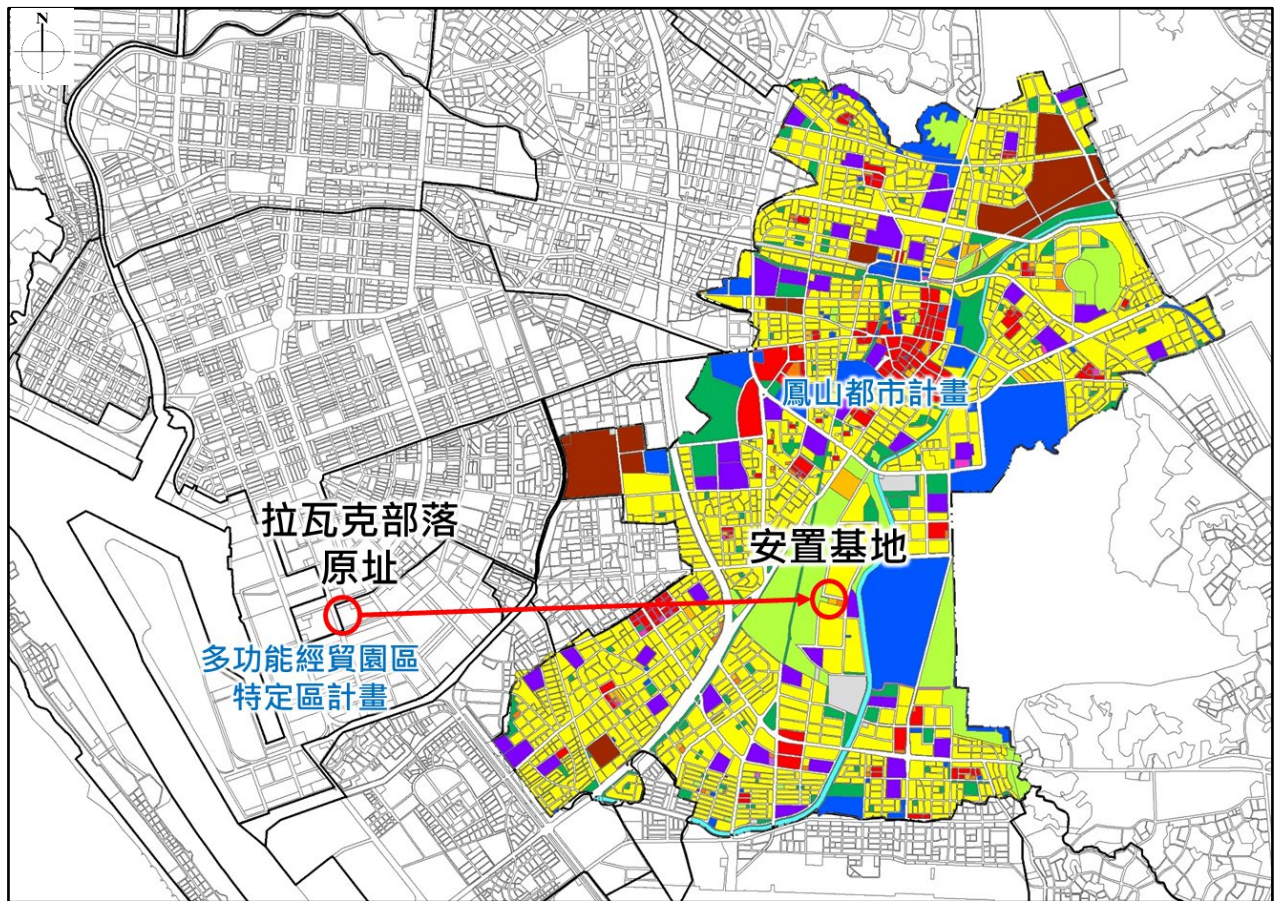 N
鳳山都市計畫
拉瓦克部落
原址
安置基地
多功能經貿園區
特定區計畫